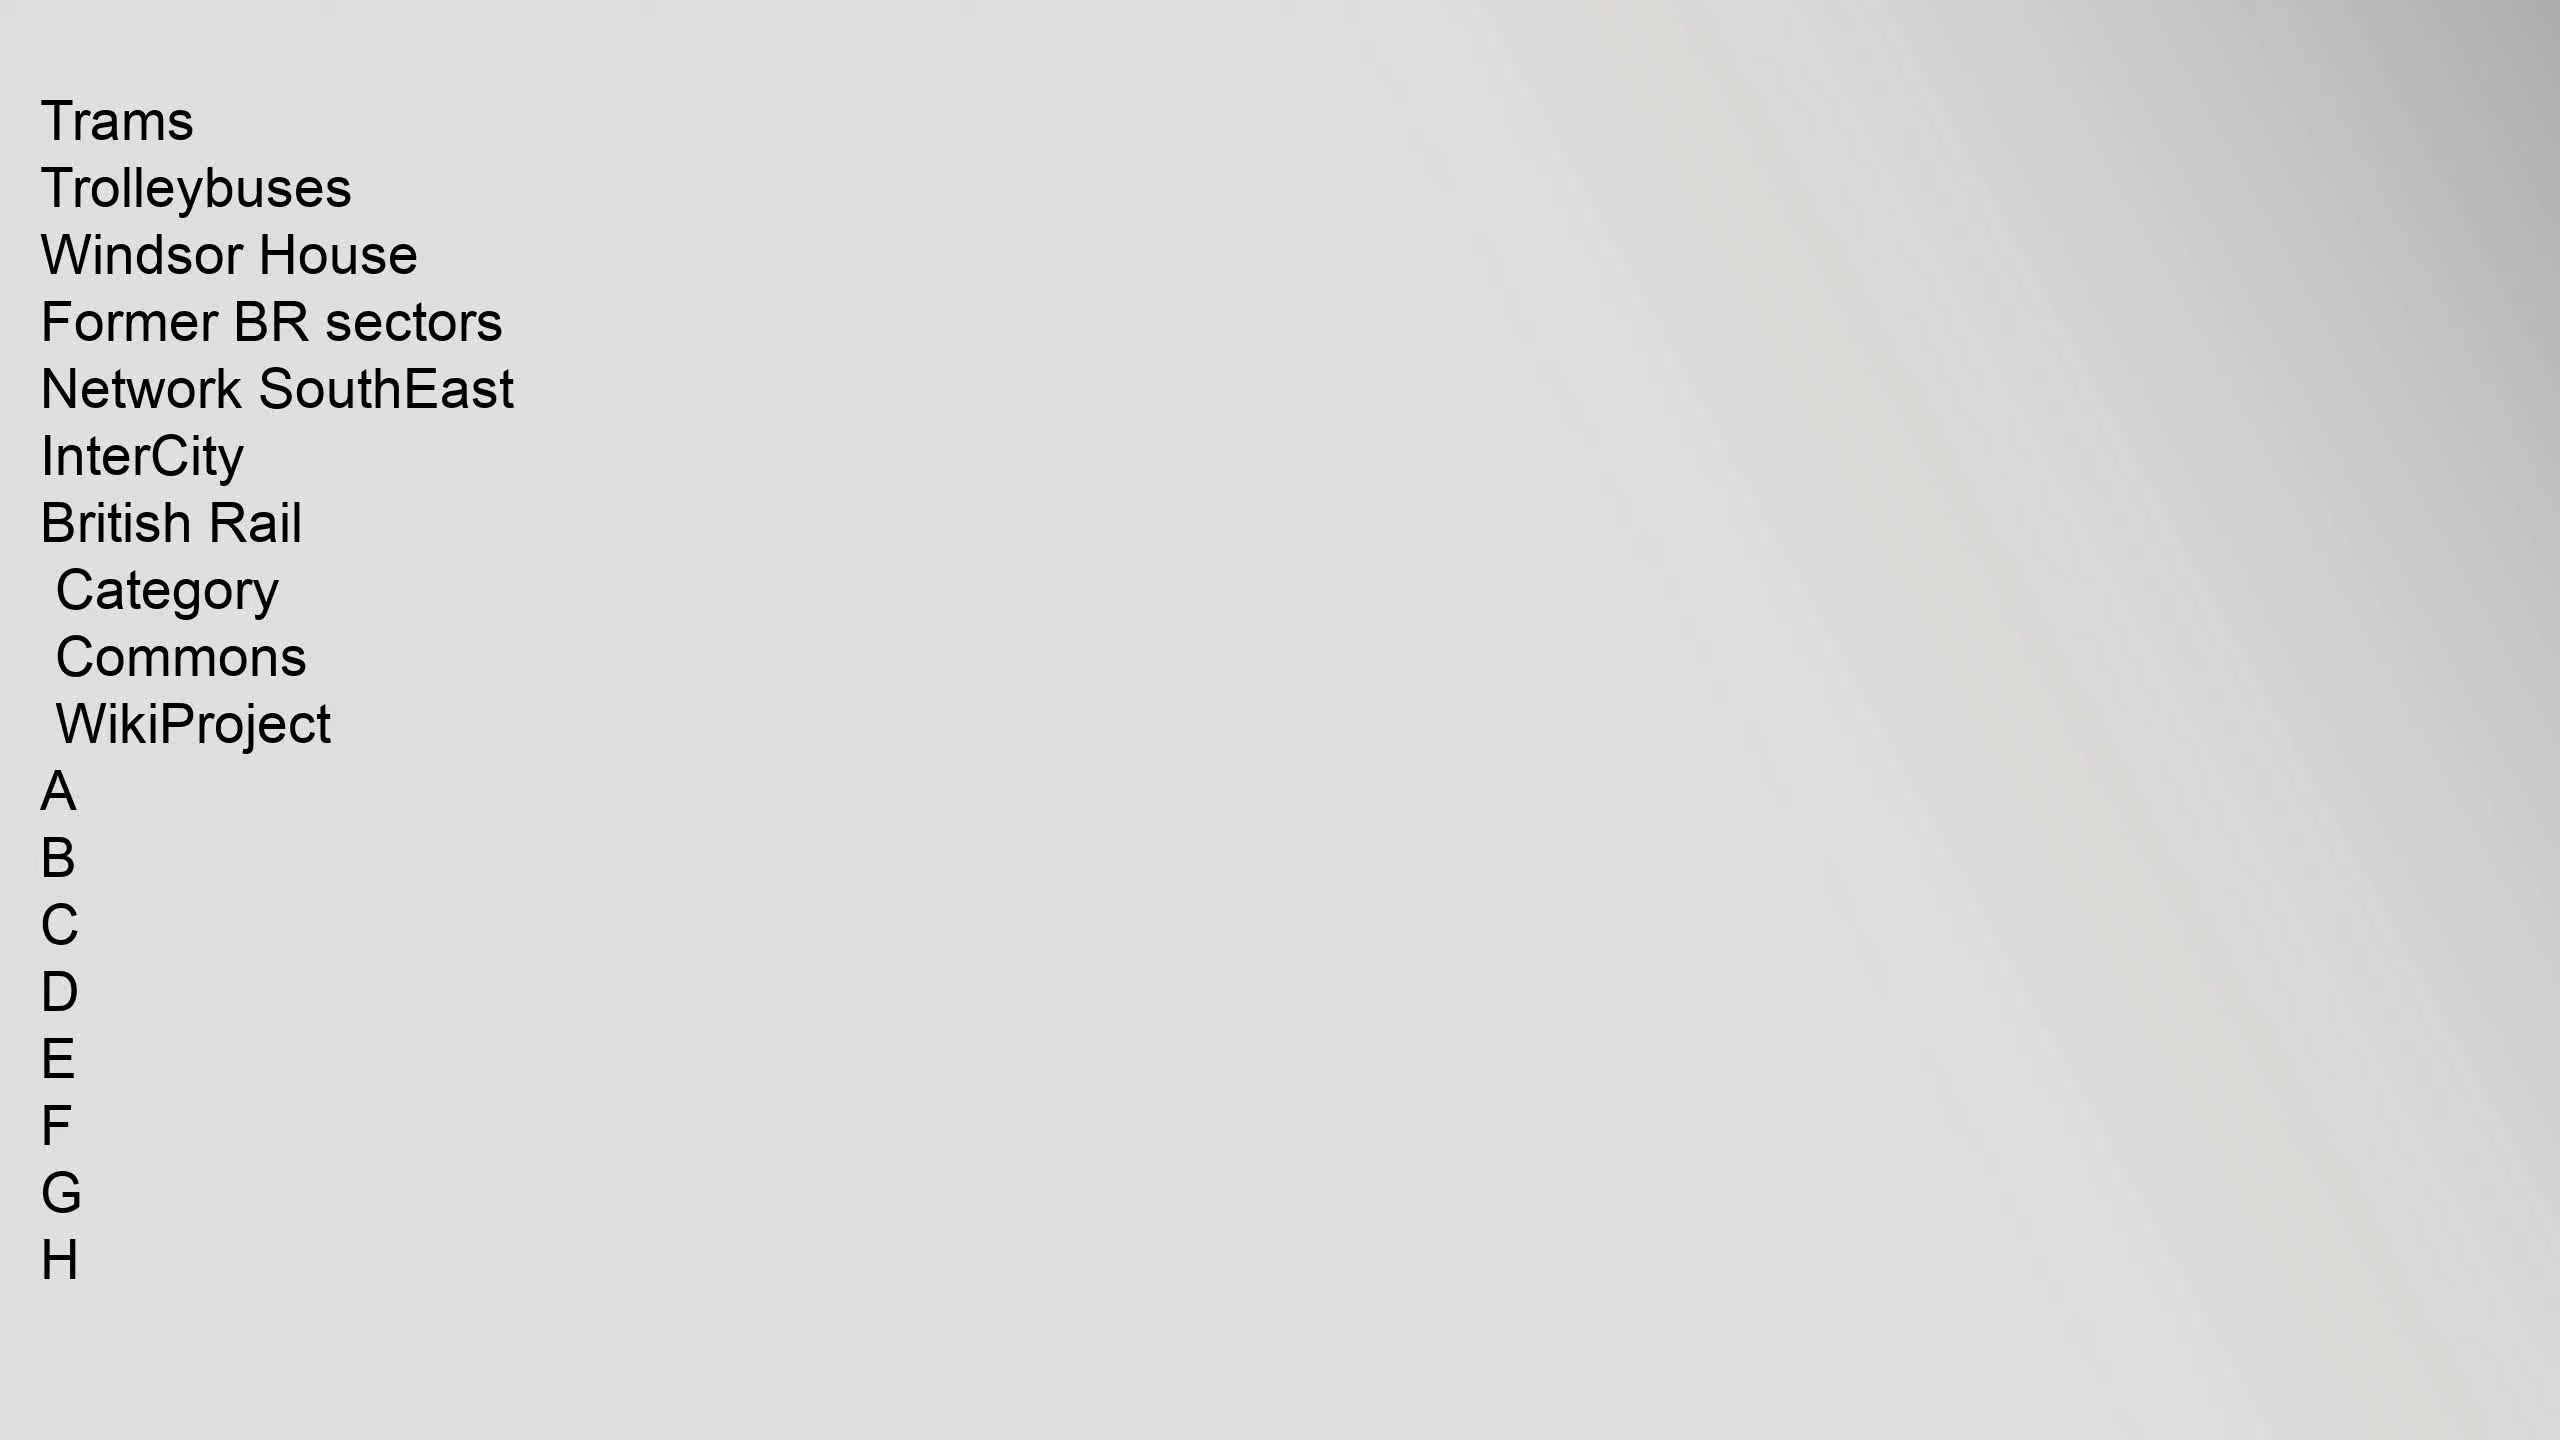 Trams
Trolleybuses
Windsor House
Former BR sectors
Network SouthEast
InterCity
British Rail
Category
Commons
WikiProject
A
B
C
D
E
F
G
H